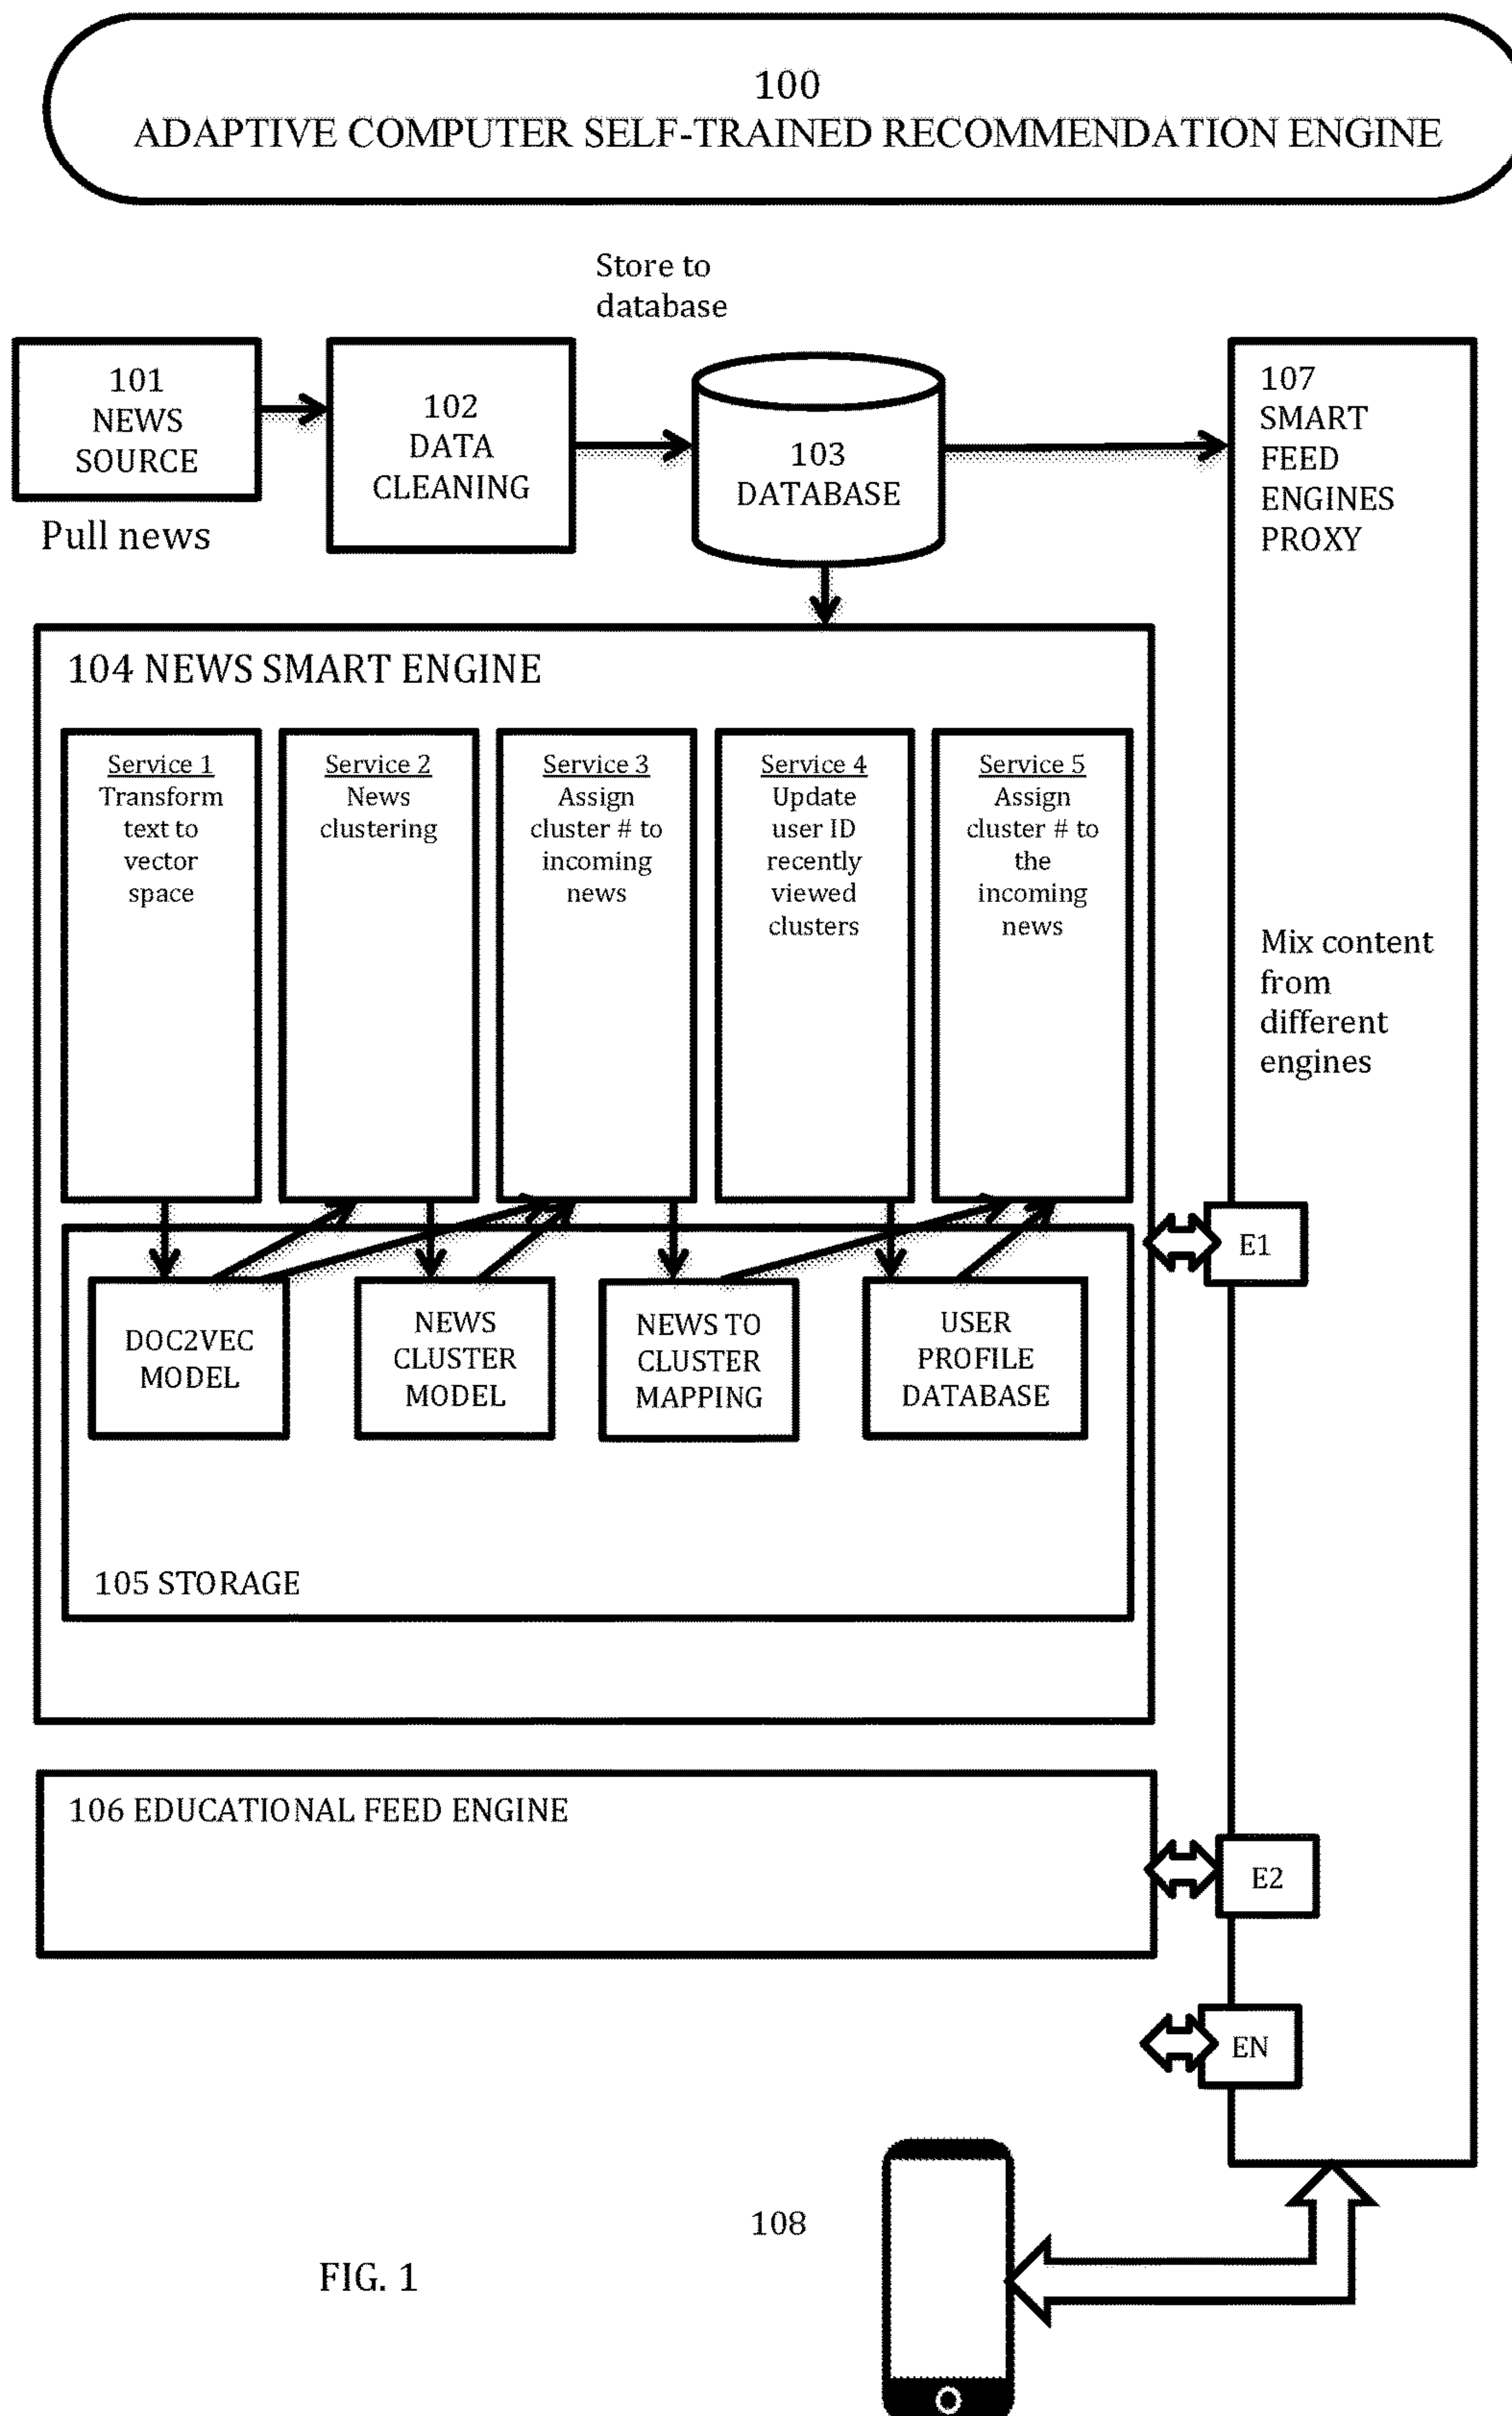 100
ADAPTIVE COMPUTER SELF-TRAINED RECOMMENDATION ENGINE
Store to
database
101
NEWS
SOURCE
Pull news
102
DATA
CLEANING
103
DATABASE
107
SMART
FEED
ENGINES
PROXY
Mix content
from
different
engines
104 NEWS SMART ENGINE
Service 1
Transform
text to
vector
space
Service 2
News
clustering
Service 3
Assign
cluster # to
incoming
news
Service 4
Update
user ID
recently
viewed
clusters
Service 5
Assign
cluster # to
the
incoming
news
E1
DOC2VEC
MODEL
NEWS
CLUSTER
MODEL
NEWS TO
CLUSTER
MAPPING
USER
PROFILE
DATABASE
105 STORAGE
106 EDUCATIONAL FEED ENGINE
E2
EN
108
FIG. 1